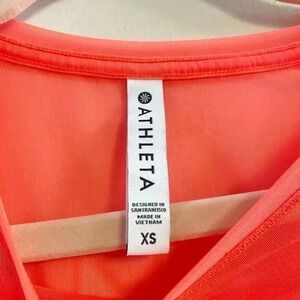 ATHLETA
DESIGNED IN
SAN FRANCISCO
MADE IN
VIETNAM
XS